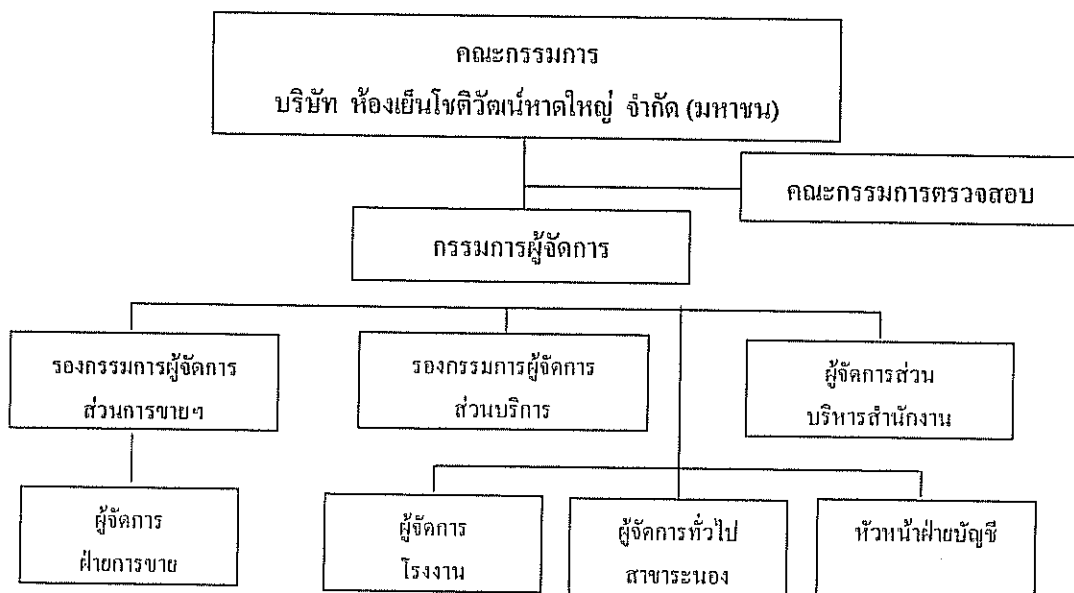 คณะกรรมการ
บริษัท ห้องเย็นโชติวัฒน์หาดใหญ่ จำกัด (มหาชน)
คณะกรรมการตรวจสอบ
กรรมการผู้จัดการ
รองกรรมการผู้จัดการ
ส่วนการขายฯ
รองกรรมการผู้จัดการ
ส่วนบริการ
ผู้จัดการส่วน
บริหารสำนักงาน
ผู้จัดการ
ฝ่ายการขาย
ผู้จัดการ
โรงงาน
ผู้จัดการทั่วไป
สาขาระนอง
หัวหน้าฝ่ายบัญชี